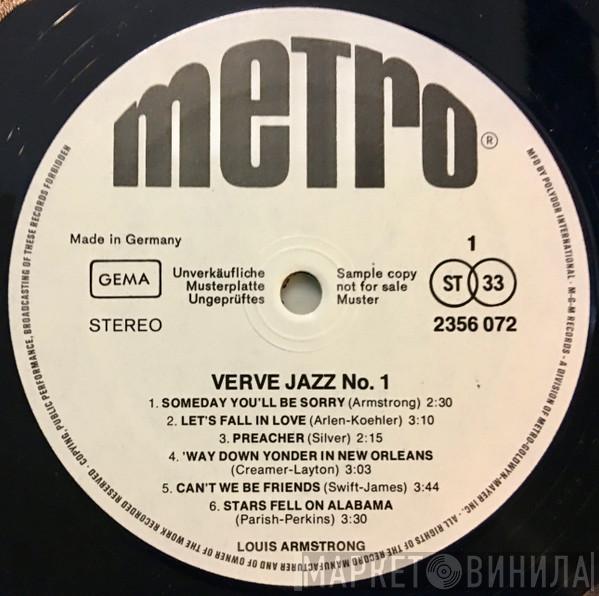 metro®
Made in Germany
GEMA
STEREO
Unverkäufliche
Musterplatte
Ungeprüftes
Sample copy
not for sale
Muster
1
ST 33
2356 072
VERVE JAZZ No. 1
1. SOMEDAY YOU'LL BE SORRY (Armstrong) 2:30
2. LET'S FALL IN LOVE (Arlen-Koehler) 3:10
3. PREACHER (Silver) 2:15
4. 'WAY DOWN YONDER IN NEW ORLEANS
(Creamer-Layton) 3:03
5. CAN'T WE BE FRIENDS (Swift-James) 3:44
6. STARS FELL ON ALABAMA
(Parish-Perkins) 3:30
LOUIS ARMSTRONG
MFD BY POLYDOR INTERNATIONAL · M-G-M RECORDS - A DIVISION OF METRO-GOLDWYN-MAYER INC. - ALL RIGHTS OF THE RECORD MANUFACTURER AND OF OWNER OF THE WORK RECORDED RESERVED - COPYING, PUBLIC PERFORMANCE, BROADCASTING OF THESE RECORDS FORBIDDEN
МАРКЕТ ВИНИЛА